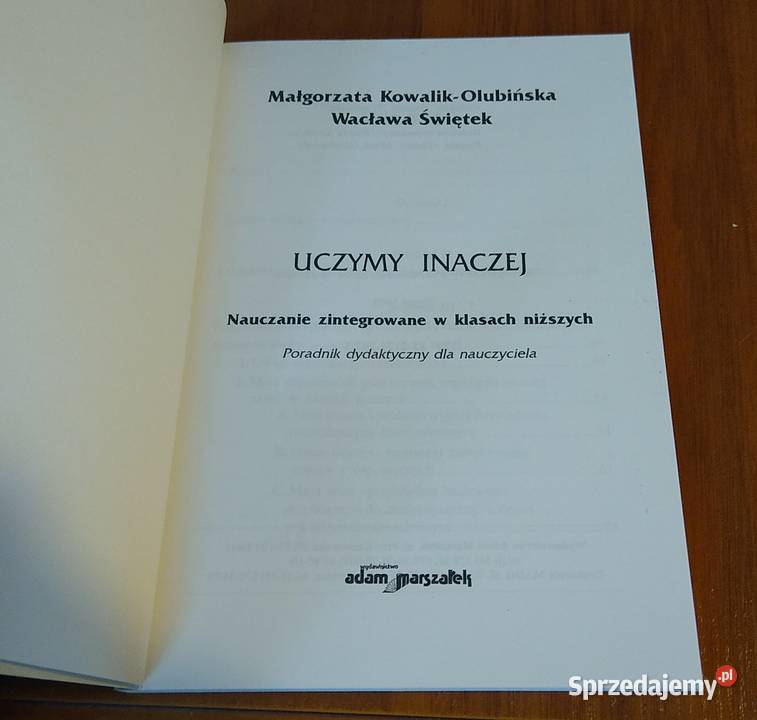 Małgorzata Kowalik-Olubińska
Wacława Świętek
UCZYMY INACZEJ
Nauczanie zintegrowane w klasach niższych
Poradnik dydaktyczny dla nauczyciela
wydawnictwo
adam marszałek
Sprzedajemy.pl